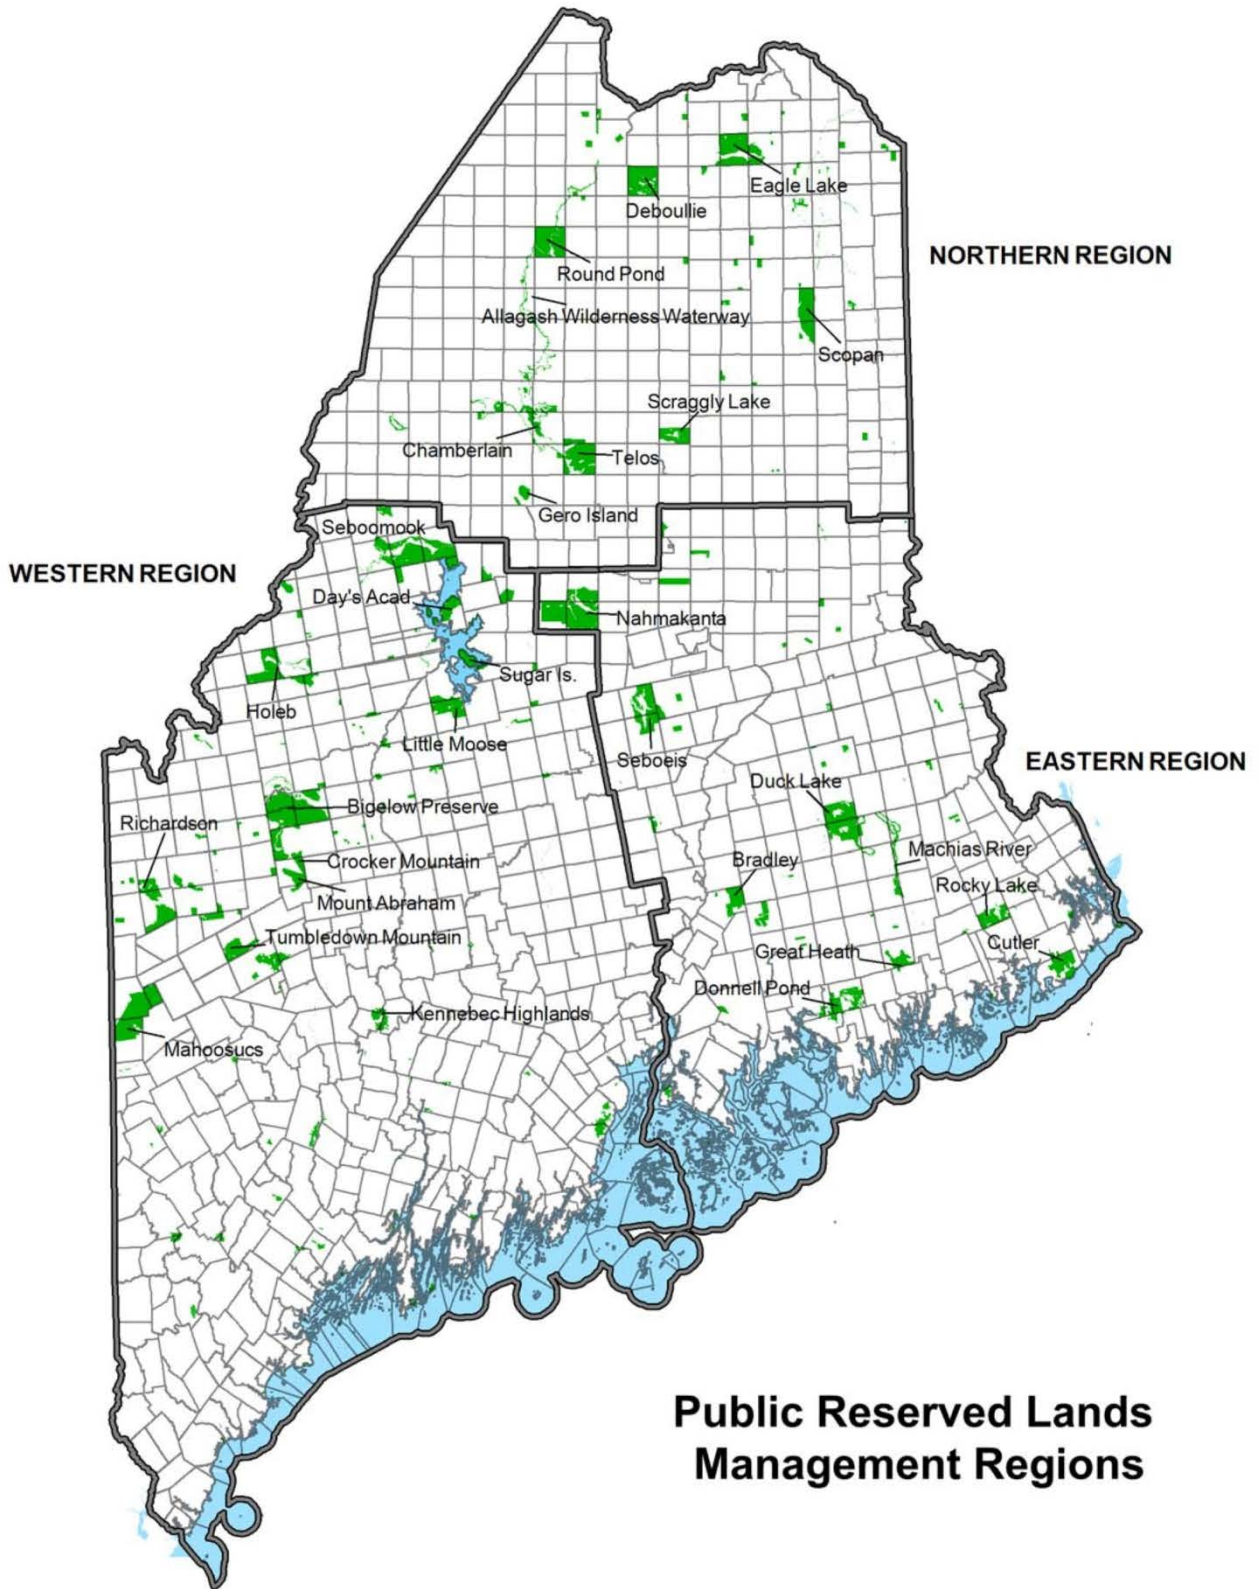 Eagle Lake
Deboullie
NORTHERN REGION
Round Pond
Allagash Wilderness Waterway
Scopan
Scraggly Lake
Chamberlain
Telos
Gero Island
Seboomook
WESTERN REGION
Day's Acad
Nahmakanta
Sugar Is.
Holeb
Little Moose
Seboeis
EASTERN REGION
Duck Lake
Bigelow Preserve
Richardson
Machias River
Crocker Mountain
Bradley
Rocky Lake
Mount Abraham
Tumbledown Mountain
Cutler
Great Heath
Donnell Pond
Kennebec Highlands
Mahoosucs
Public Reserved Lands
Management Regions